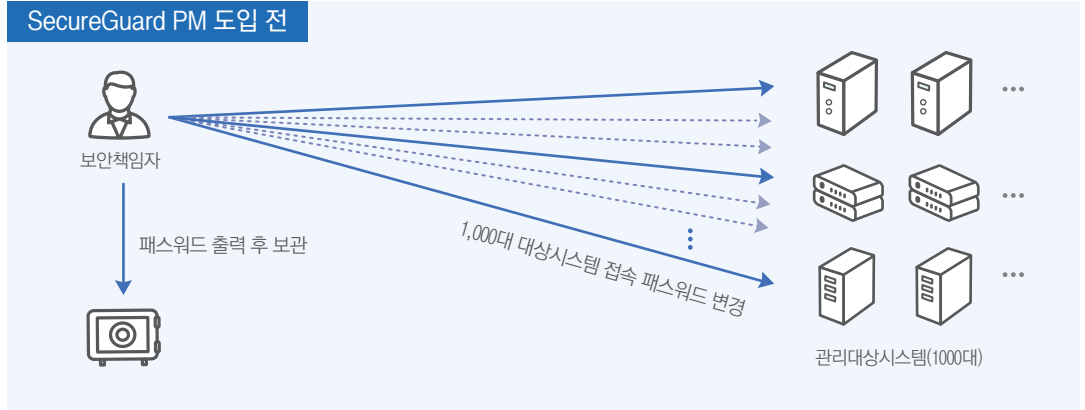 SecureGuard PM 도입 전
보안책임자
패스워드 출력 후 보관
1,000대 대상시스템 접속 패스워드 변경
관리대상시스템(1000대)